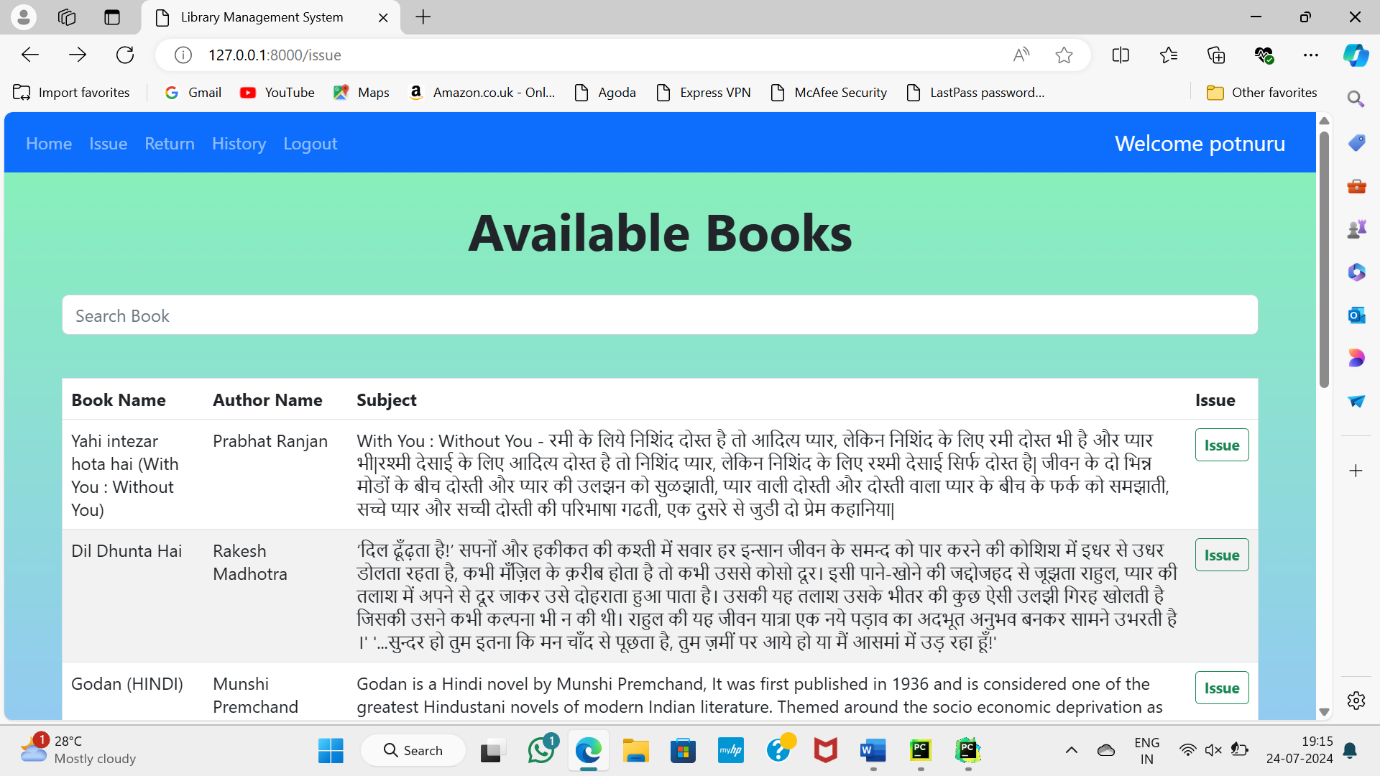 Library Management System
127.0.0.1:8000/issue
Import favorites
Gmail
YouTube
Maps
Amazon.co.uk - Onl...
Agoda
Express VPN
McAfee Security
LastPass password...
Other favorites
Home
Issue
Return
History
Logout
Welcome potnuru
Available Books
Search Book
Book Name
Author Name
Subject
Issue
Yahi intezar
hota hai (With
You : Without
You)
Prabhat Ranjan
With You : Without You - रमी के लिये निशिंद दोस्त है तो आदित्य प्यार, लेकिन निशिंद के लिए रमी दोस्त भी है और प्यार
भी|रश्मी देसाई के लिए आदित्य दोस्त है तो निशिंद प्यार, लेकिन निशिंद के लिए रश्मी देसाई सिर्फ दोस्त है| जीवन के दो भिन्न
मोडों के बीच दोस्ती और प्यार की उलझन को सुळझाती, प्यार वाली दोस्ती और दोस्ती वाला प्यार के बीच के फर्क को समझाती,
सच्चे प्यार और सच्ची दोस्ती की परिभाषा गढती, एक दुसरे से जुडी दो प्रेम कहानिया|
Issue
Dil Dhunta Hai
Rakesh
Madhotra
‘दिल ढूँढ़ता है!’ सपनों और हकीकत की कश्ती में सवार हर इन्सान जीवन के समन्द को पार करने की कोशिश में इधर से उधर
डोलता रहता है, कभी मँज़िल के क़रीब होता है तो कभी उससे कोसो दूर। इसी पाने-खोने की जद्दोजहद से जूझता राहुल, प्यार की
तलाश में अपने से दूर जाकर उसे दोहराता हुआ पाता है। उसकी यह तलाश उसके भीतर की कुछ ऐसी उलझी गिरह खोलती है
जिसकी उसने कभी कल्पना भी न की थी। राहुल की यह जीवन यात्रा एक नये पड़ाव का अदभूत अनुभव बनकर सामने उभरती है
।' '...सुन्दर हो तुम इतना कि मन चाँद से पूछता है, तुम ज़मीं पर आये हो या मैं आसमां में उड़ रहा हूँ!'
Issue
Godan (HINDI)
Munshi
Premchand
Godan is a Hindi novel by Munshi Premchand, It was first published in 1936 and is considered one of the
greatest Hindustani novels of modern Indian literature. Themed around the socio economic deprivation as
Issue
1
28°C
Mostly cloudy
Search
1
ENG
IN
19:15
24-07-2024